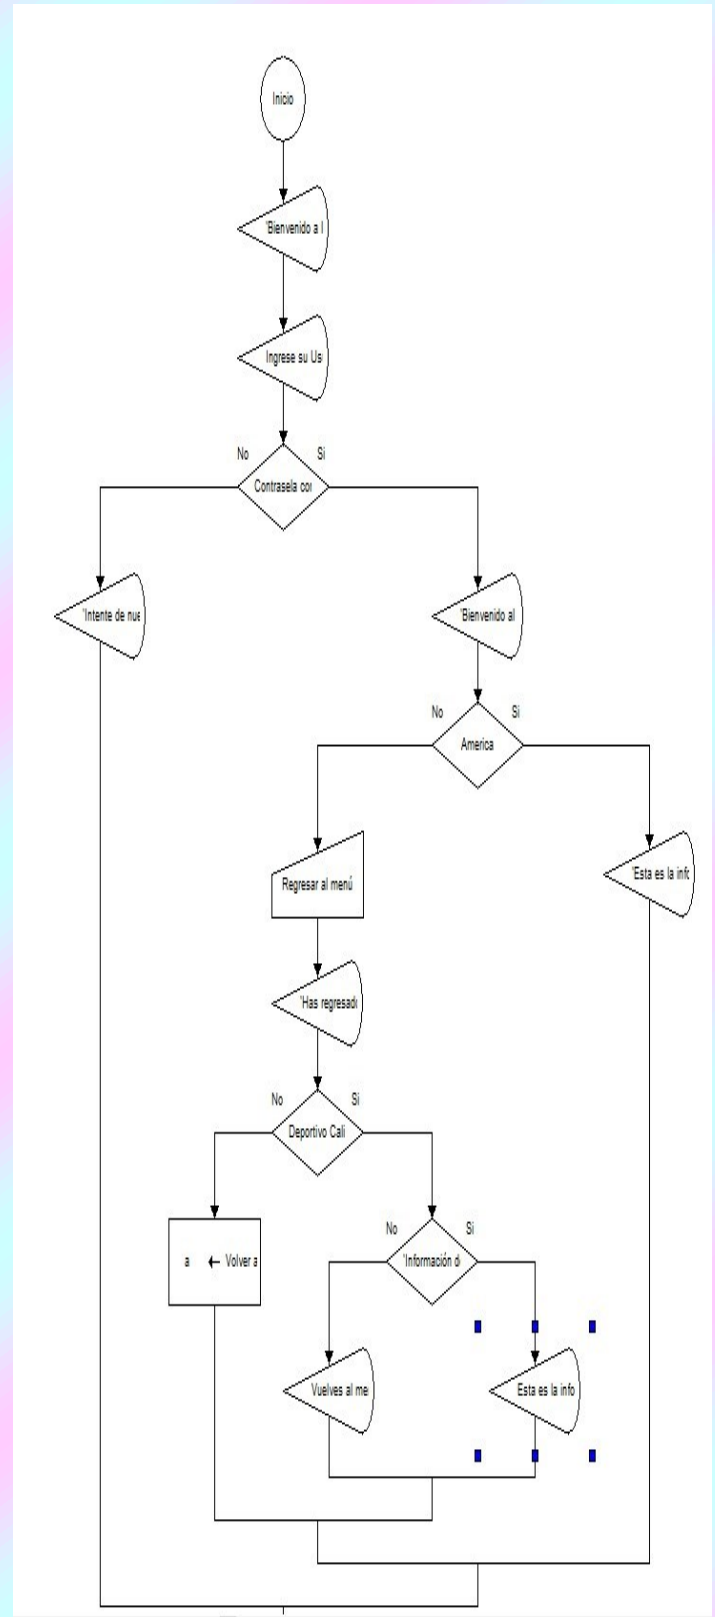 Inicio
'Bienvenido a l
Ingrese su Us
No
Si
Contrasela cor
'Intente de nue
'Bienvenido al
No
Si
America
Regresar al menú
'Esta es la info
'Has regresado
No
Si
Deportivo Cali
a ← Volver a
No
Si
'Información d
Vuelves al me
Esta es la info